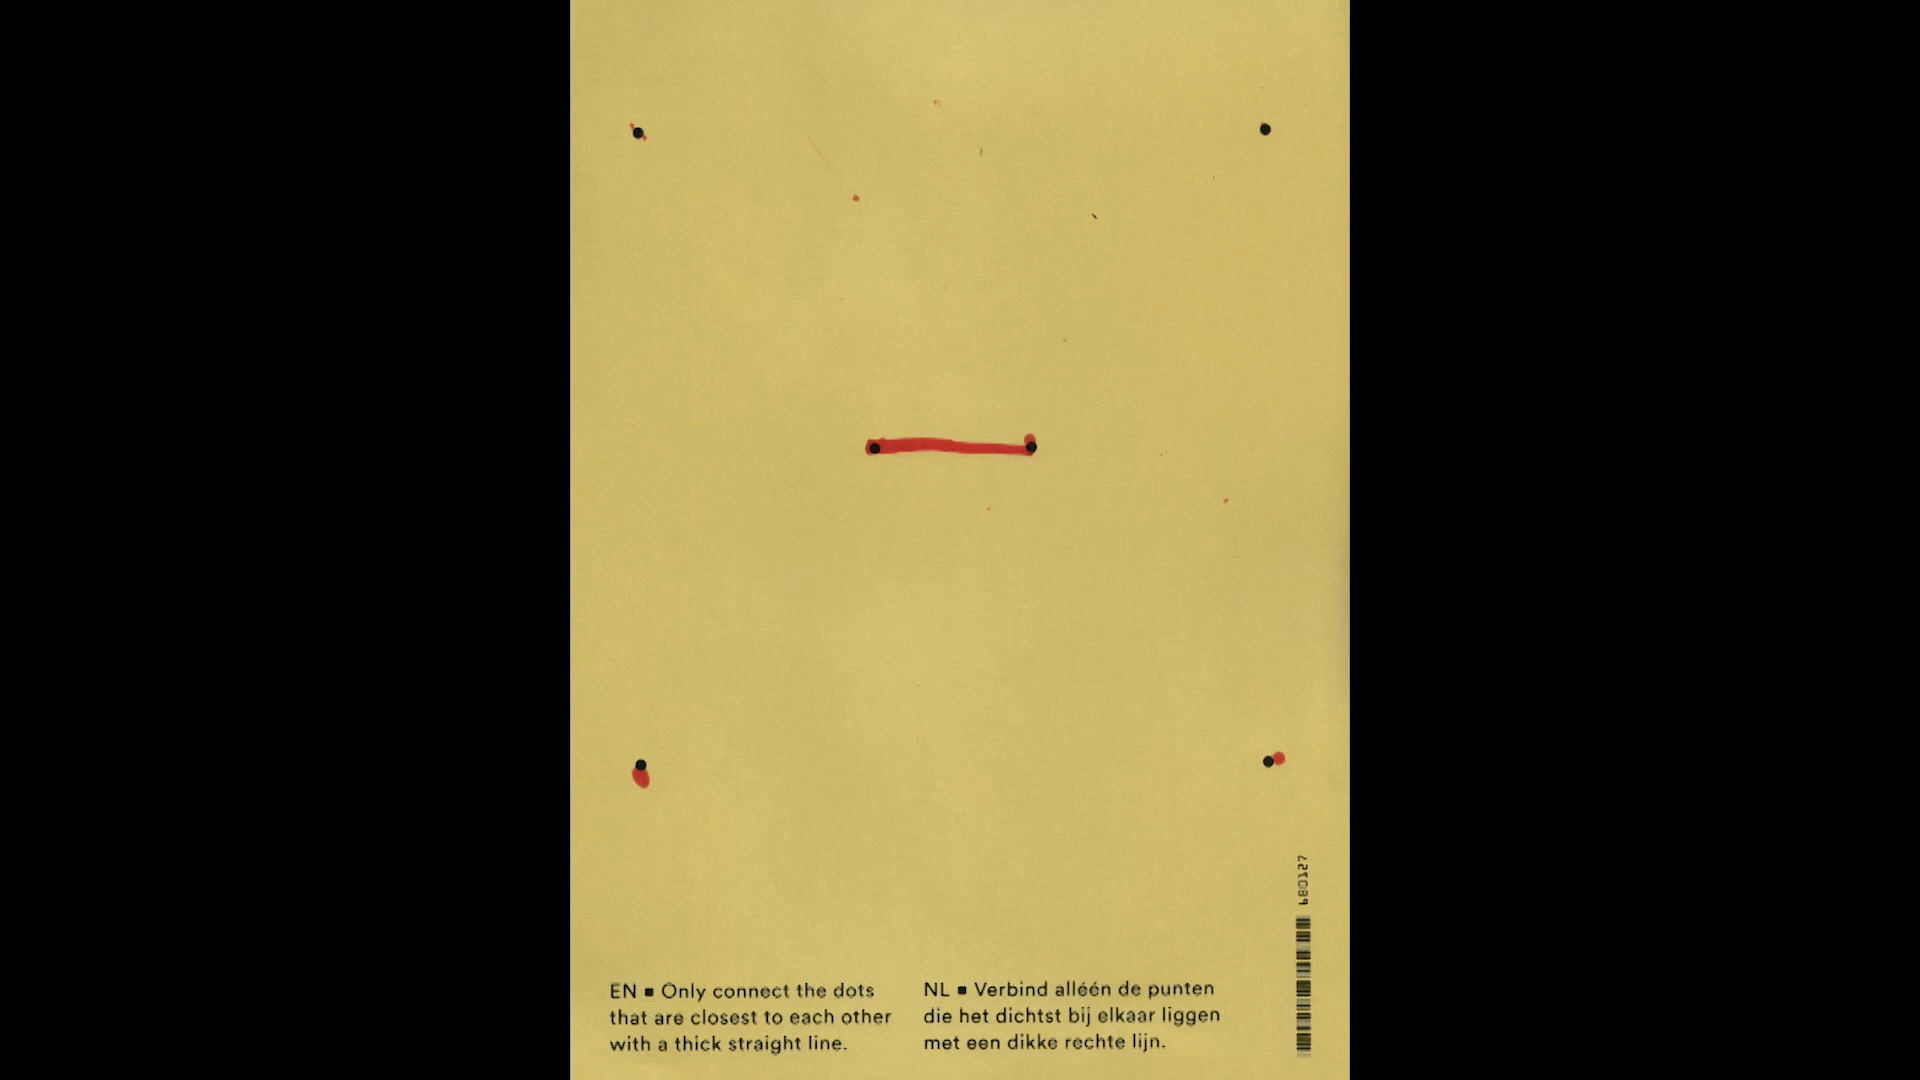 EN ■ Only connect the dots
that are closest to each other
with a thick straight line.
NL ■ Verbind alléén de punten
die het dichtst bij elkaar liggen
met een dikke rechte lijn.